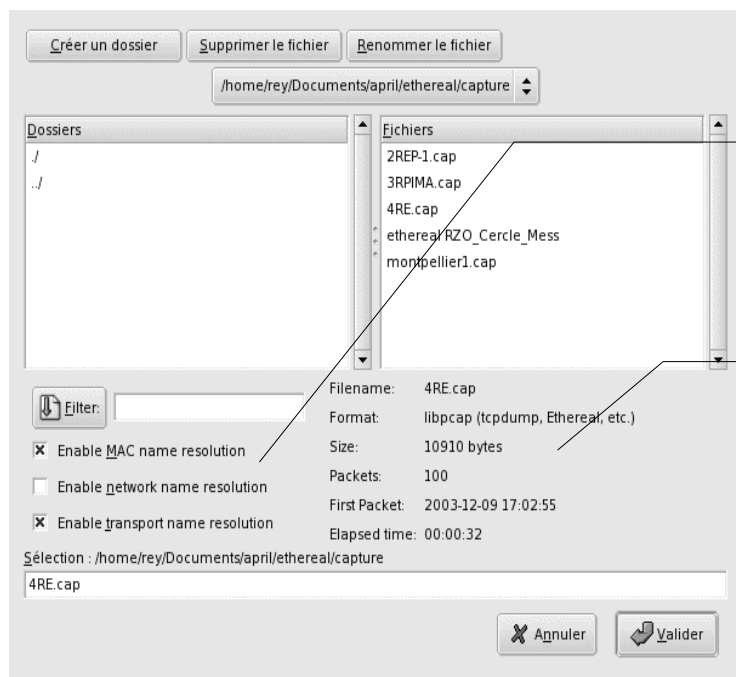 Créer un dossier Supprimer le fichier Renommer le fichier
/home/rey/Documents/april/ethereal/capture
Dossiers
./
../
Fichiers
2REP-1.cap
3RPIMA.cap
4RE.cap
ethereal RZO_Cercle_Mess
montpellier1.cap
Filter:
Enable MAC name resolution
Enable network name resolution
Enable transport name resolution
Filename: 4RE.cap
Format: libpcap (tcpdump, Ethereal, etc.)
Size: 10910 bytes
Packets: 100
First Packet: 2003-12-09 17:02:55
Elapsed time: 00:00:32
Sélection : /home/rey/Documents/april/ethereal/capture
4RE.cap
Annuler Valider